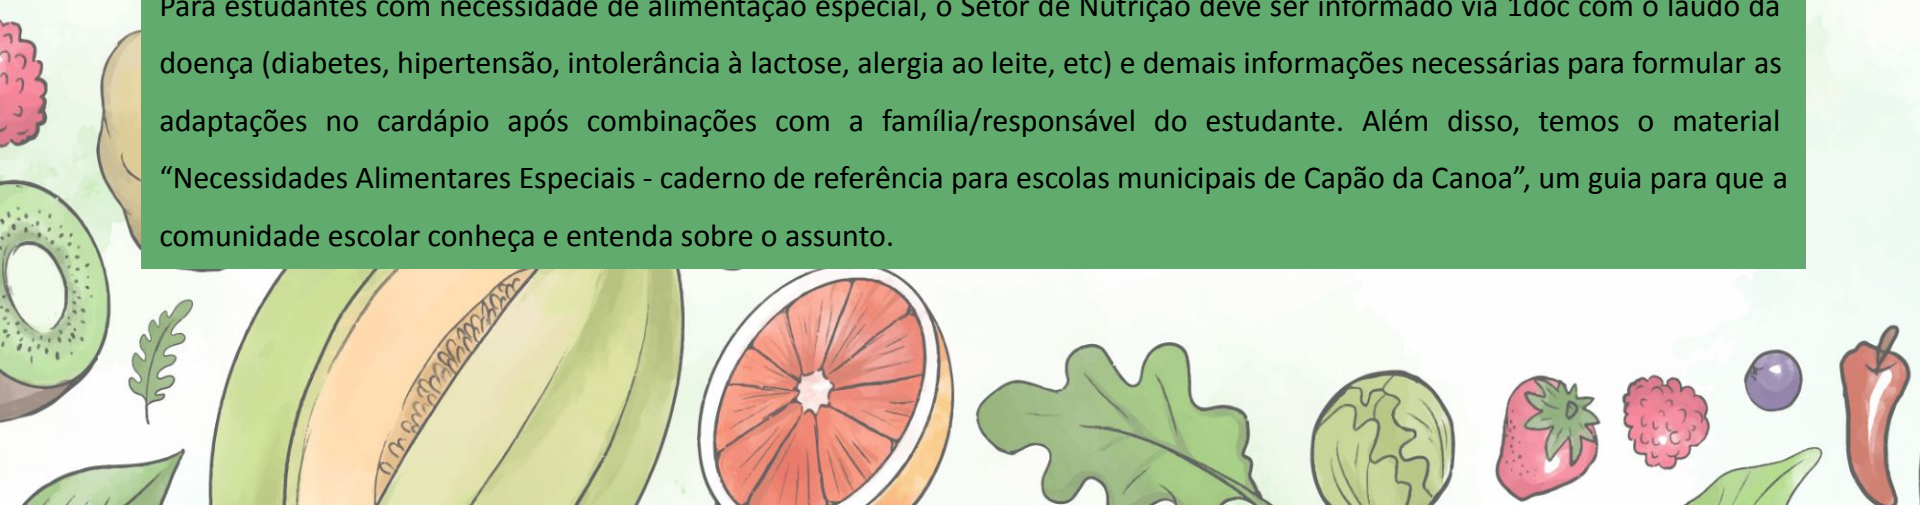 Para estudantes com necessidade de alimentação especial, o Setor de Nutrição deve ser informado via 1doc com o laudo da
doença (diabetes, hipertensão, intolerância à lactose, alergia ao leite, etc) e demais informações necessárias para formular as
adaptações no cardápio após combinações com a família/responsável do estudante. Além disso, temos o material
“Necessidades Alimentares Especiais - caderno de referência para escolas municipais de Capão da Canoa”, um guia para que a
comunidade escolar conheça e entenda sobre o assunto.